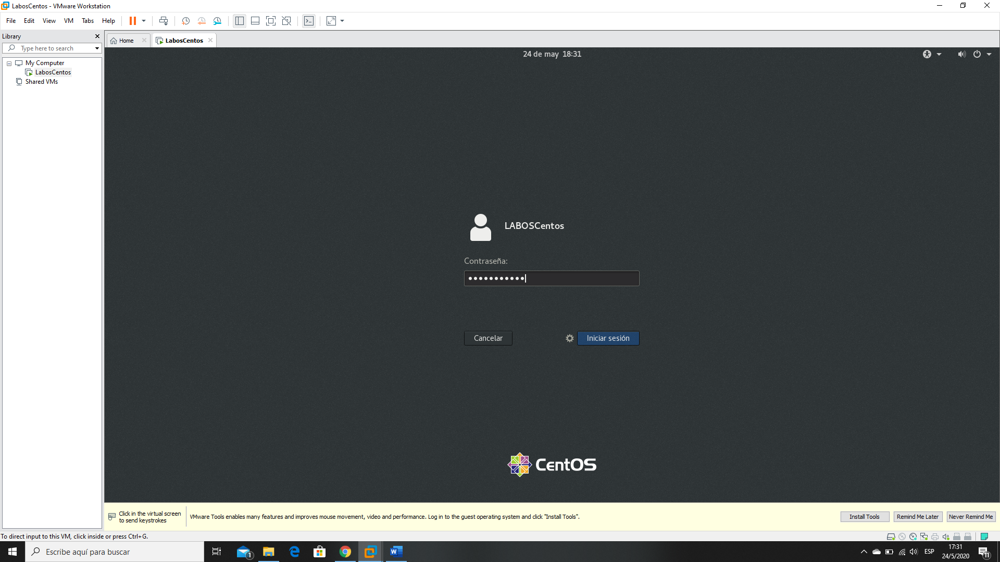 LabosCentos - VMware Workstation
File Edit View VM Tabs Help
Library
Type here to search
My Computer
LabosCentos
Shared VMs
Home
LabosCentos
24 de may 18:31
LABOSCentos
Contraseña:
Cancelar
Iniciar sesión
CentOS
Click in the virtual screen
to send keystrokes
VMware Tools enables many features and improves mouse movement, video and performance. Log in to the guest operating system and click "Install Tools".
Install Tools
Remind Me Later
Never Remind Me
To direct input to this VM, click inside or press Ctrl+G.
Escribe aquí para buscar
1
ESP
17:31
24/5/2020
11